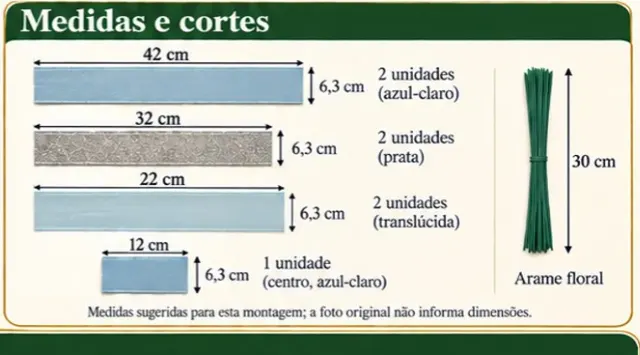 Medidas e cortes
42 cm
6,3 cm
2 unidades
(azul-claro)
32 cm
6,3 cm
2 unidades
(prata)
22 cm
6,3 cm
2 unidades
(translúcida)
12 cm
6,3 cm
1 unidade
(centro, azul-claro)
30 cm
Arame floral
Medidas sugeridas para esta montagem; a foto original não informa dimensões.